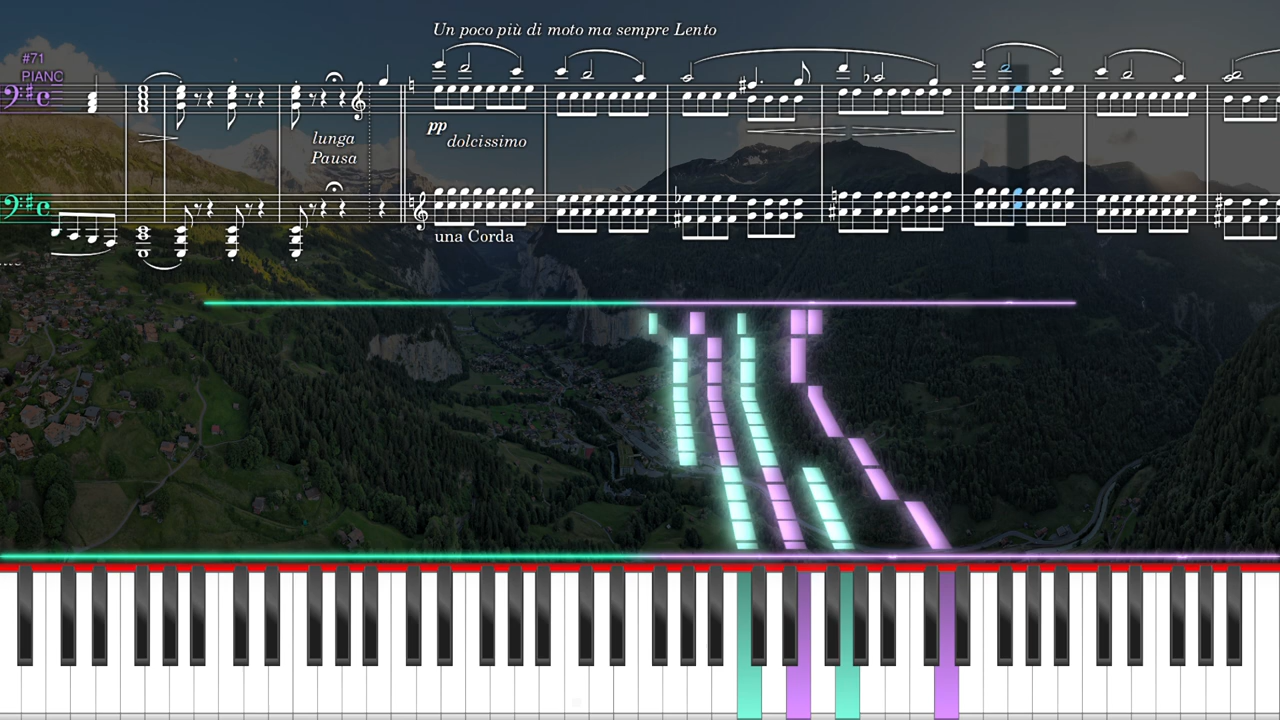 Un poco più di moto ma sempre Lento
#71
PIANO
lunga
Pausa
pp
dolcissimo
una Corda